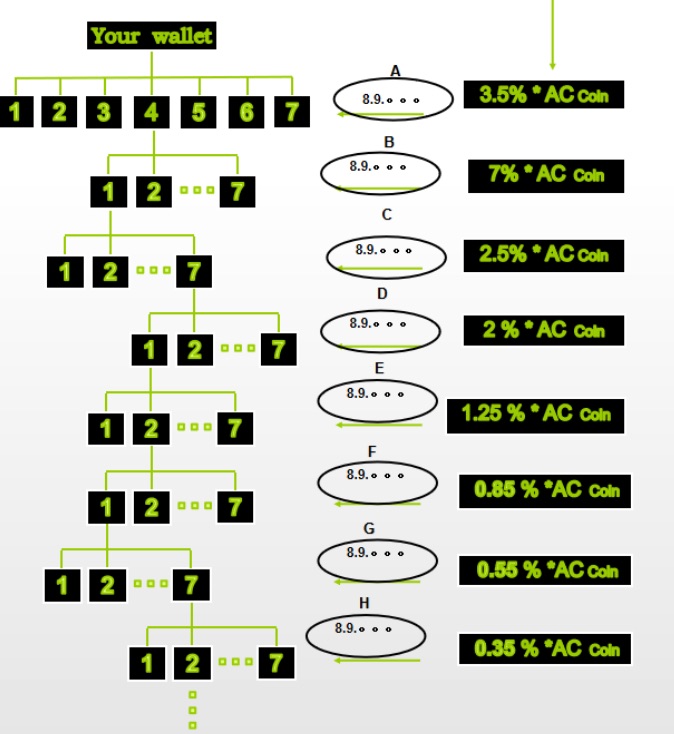 Your wallet
A
1 2 3 4 5 6 7
8.9.
3.5% * AC Coin
B
1 2 7
8.9.
7% * AC Coin
C
1 2 7
8.9.
2.5% * AC Coin
D
1 2 7
8.9.
2 % * AC Coin
E
1 2 7
8.9.
1.25 % * AC Coin
F
1 2 7
8.9.
0.85 % *AC Coin
G
1 2 7
8.9.
0.55 % *AC Coin
H
1 2 7
8.9.
0.35 % *AC Coin